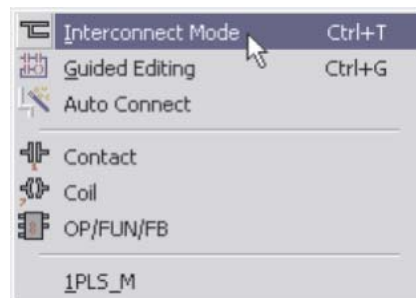 Interconnect Mode Ctrl+T
Guided Editing Ctrl+G
Auto Connect
Contact
Coil
OP/FUN/FB
1PLS_M